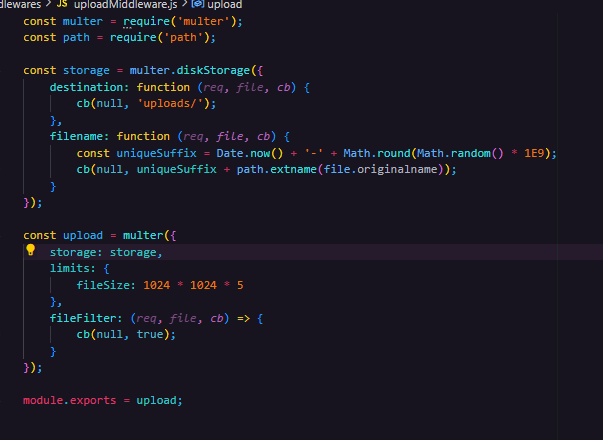 dlewares > JS uploadMiddleware.js > upload
const multer = require('multer');
const path = require('path');
const storage = multer.diskStorage({
    destination: function (req, file, cb) {
        cb(null, 'uploads/');
    },
    filename: function (req, file, cb) {
        const uniqueSuffix = Date.now() + '-' + Math.round(Math.random() * 1E9);
        cb(null, uniqueSuffix + path.extname(file.originalname));
    }
});
const upload = multer({
    storage: storage,
    limits: {
        fileSize: 1024 * 1024 * 5
    },
    fileFilter: (req, file, cb) => {
        cb(null, true);
    }
});
module.exports = upload;